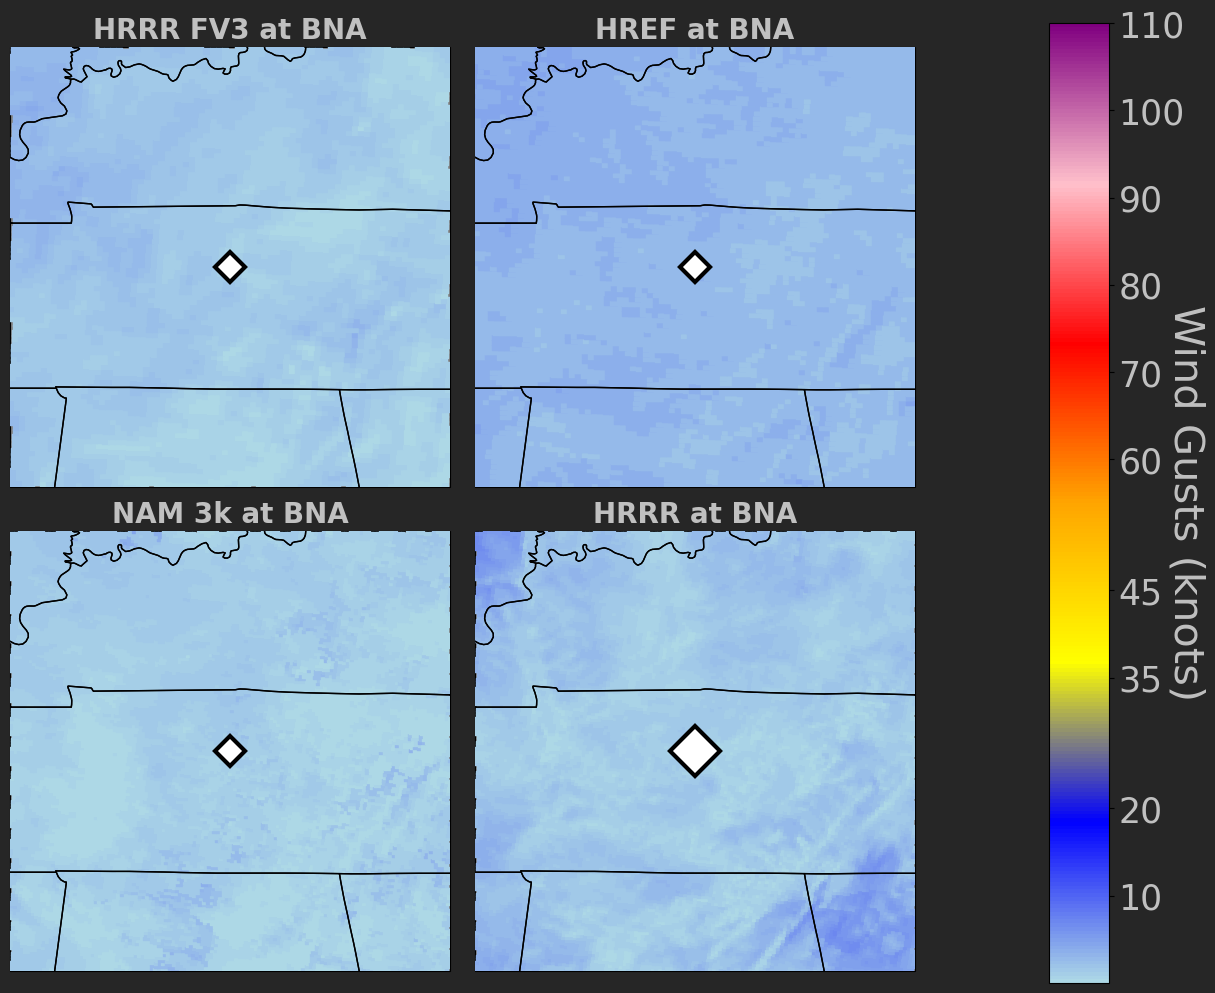 HRRR FV3 at BNA
HREF at BNA
NAM 3k at BNA
HRRR at BNA
110
100
90
80
70
60
45
35
20
10
Wind Gusts (knots)